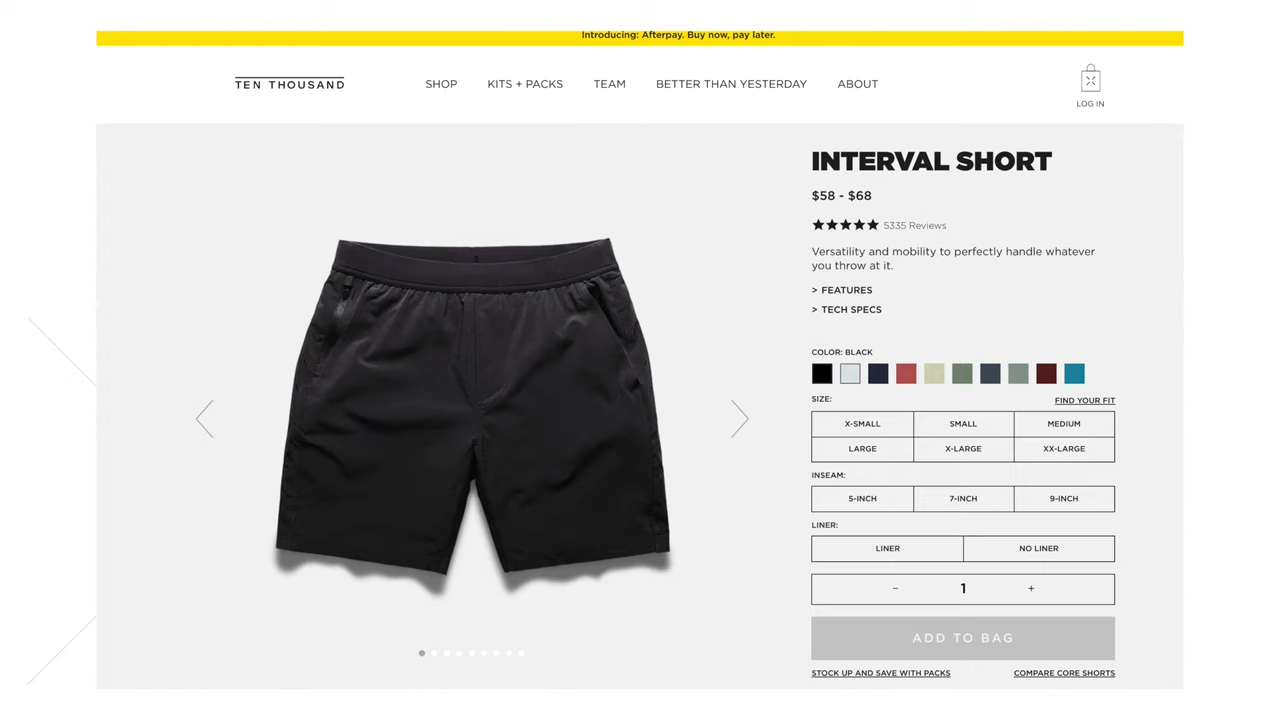 Introducing: Afterpay. Buy now, pay later.
TEN THOUSAND
SHOP
KITS + PACKS
TEAM
BETTER THAN YESTERDAY
ABOUT
LOG IN
INTERVAL SHORT
$58 - $68
5335 Reviews
Versatility and mobility to perfectly handle whatever
you throw at it.
> FEATURES
> TECH SPECS
COLOR: BLACK
SIZE:
FIND YOUR FIT
X-SMALL
SMALL
MEDIUM
LARGE
X-LARGE
XX-LARGE
INSEAM:
5-INCH
7-INCH
9-INCH
LINER:
LINER
NO LINER
− 1 +
ADD TO BAG
STOCK UP AND SAVE WITH PACKS
COMPARE CORE SHORTS